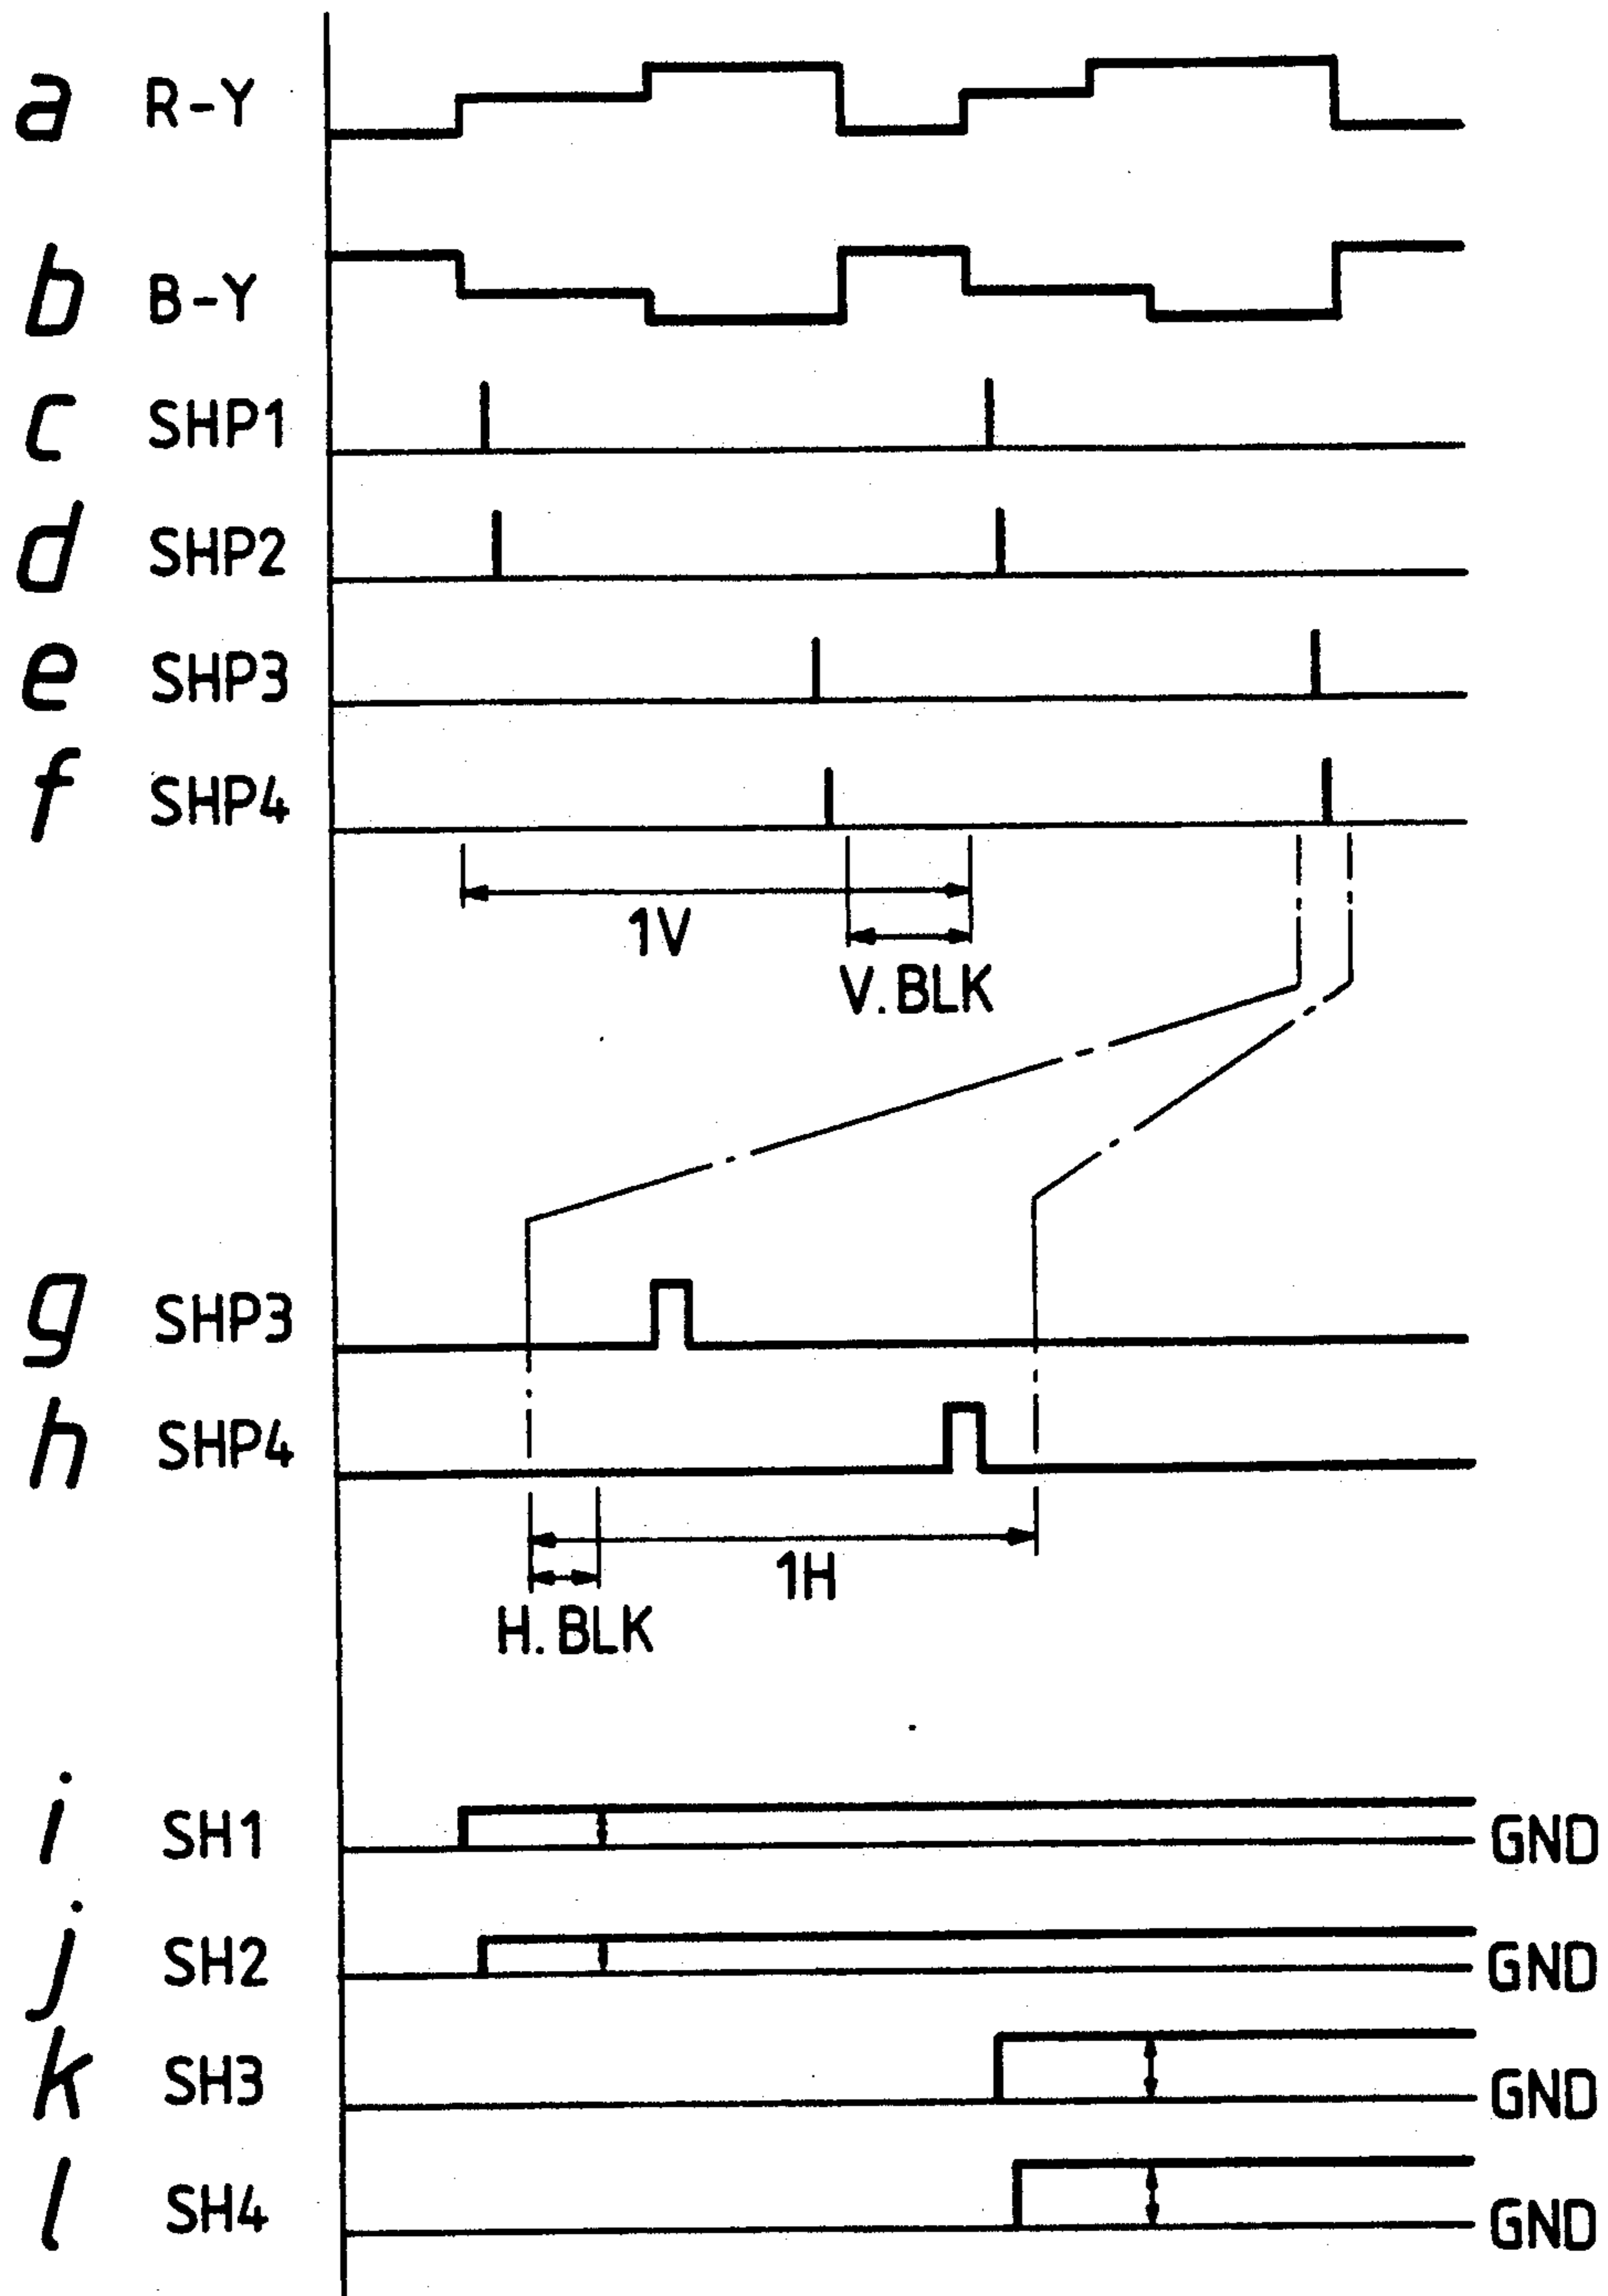 a R-Y
b B-Y
c SHP1
d SHP2
e SHP3
f SHP4
1V
V.BLK
g SHP3
h SHP4
1H
H.BLK
i SH1 GND
j SH2 GND
k SH3 GND
l SH4 GND